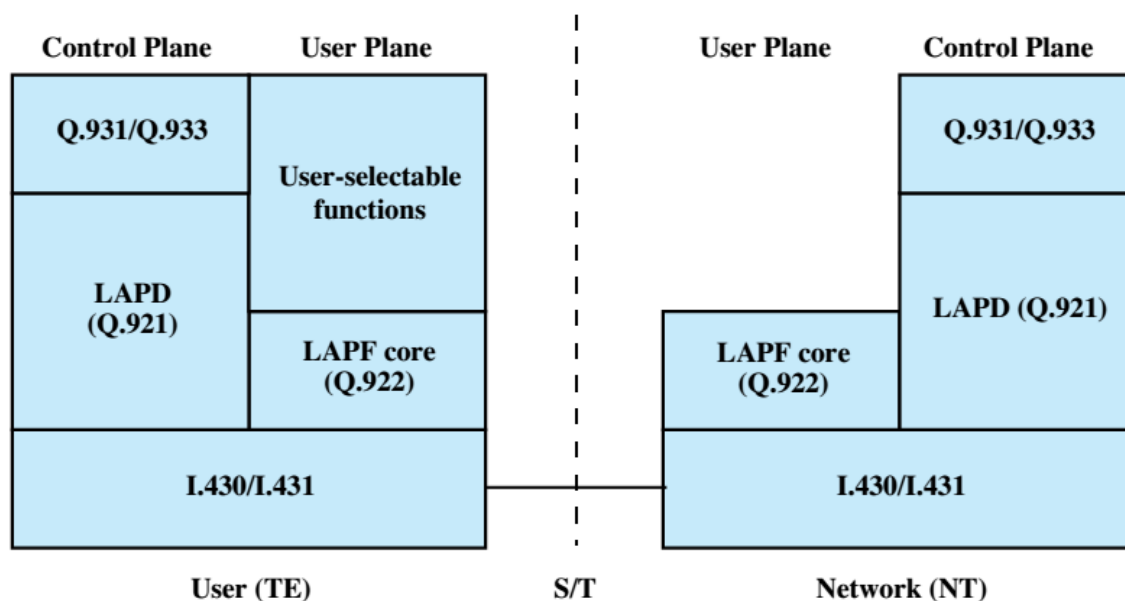 Control Plane
User Plane
User Plane
Control Plane
Q.931/Q.933
User-selectable
functions
LAPD
(Q.921)
LAPF core
(Q.922)
I.430/I.431
Q.931/Q.933
LAPD (Q.921)
LAPF core
(Q.922)
I.430/I.431
User (TE)
S/T
Network (NT)